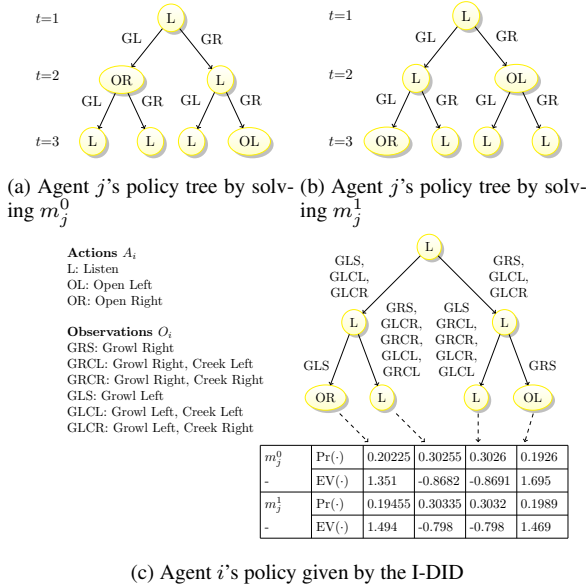 t=1
L
GL
GR
t=2
OR
L
GL
GR
GL
GR
t=3
L
L
L
OL
(a) Agent j's policy tree by solv-
ing m_j^0
t=1
L
GL
GR
t=2
L
OL
GL
GR
GL
GR
t=3
OR
L
L
L
(b) Agent j's policy tree by solv-
ing m_j^1
Actions A_i
L: Listen
OL: Open Left
OR: Open Right
Observations O_i
GRS: Growl Right
GRCL: Growl Right, Creek Left
GRCR: Growl Right, Creek Right
GLS: Growl Left
GLCL: Growl Left, Creek Left
GLCR: Growl Left, Creek Right
L
GLS,
GLCL,
GLCR
GRS,
GLCL,
GLCR
L
L
GLS
GRS,
GLCR,
GRCR,
GLCL,
GRCL
GLS
GRCL,
GRCR,
GLCR,
GLCL
GRS
OR
L
L
OL
m_j^0 Pr(·) 0.20225 0.30255 0.3026 0.1926
- EV(·) 1.351 -0.8682 -0.8691 1.695
m_j^1 Pr(·) 0.19455 0.30335 0.3032 0.1989
- EV(·) 1.494 -0.798 -0.798 1.469
(c) Agent i's policy given by the I-DID